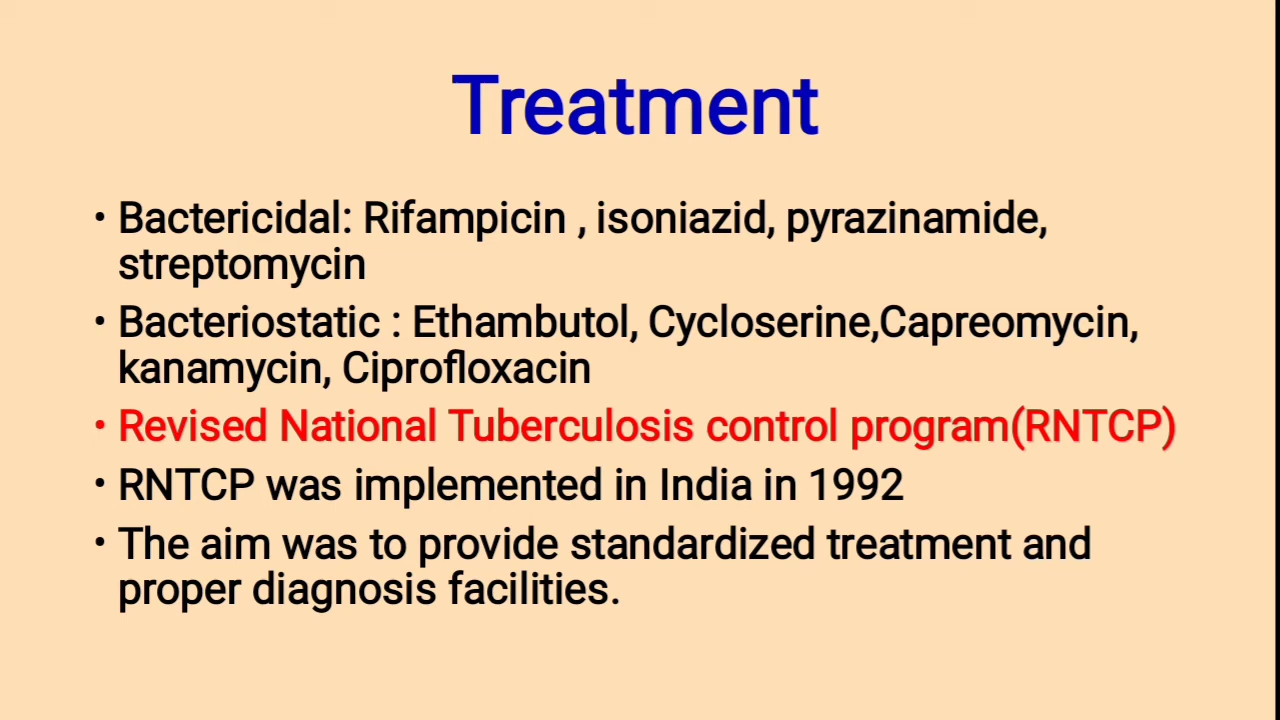 Treatment
• Bactericidal: Rifampicin , isoniazid, pyrazinamide,
streptomycin
• Bacteriostatic : Ethambutol, Cycloserine,Capreomycin,
kanamycin, Ciprofloxacin
• Revised National Tuberculosis control program(RNTCP)
• RNTCP was implemented in India in 1992
• The aim was to provide standardized treatment and
proper diagnosis facilities.